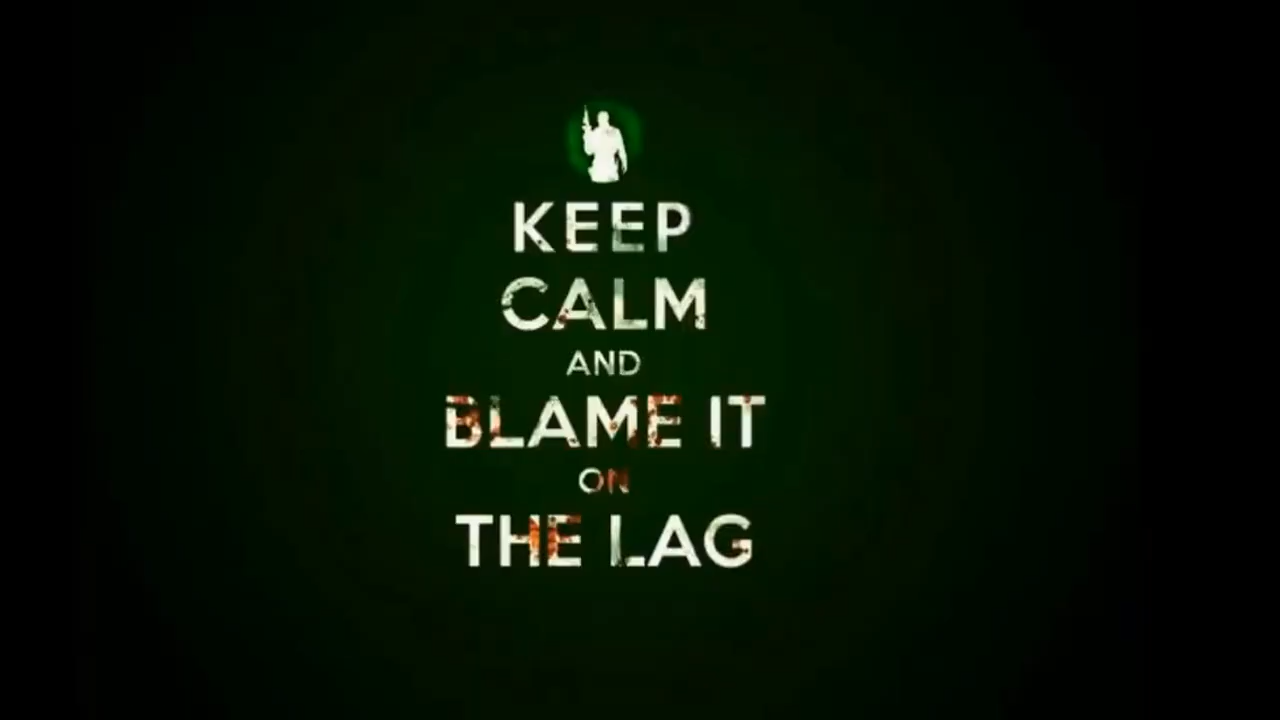 KEEP
CALM
AND
BLAME IT
ON
THE LAG